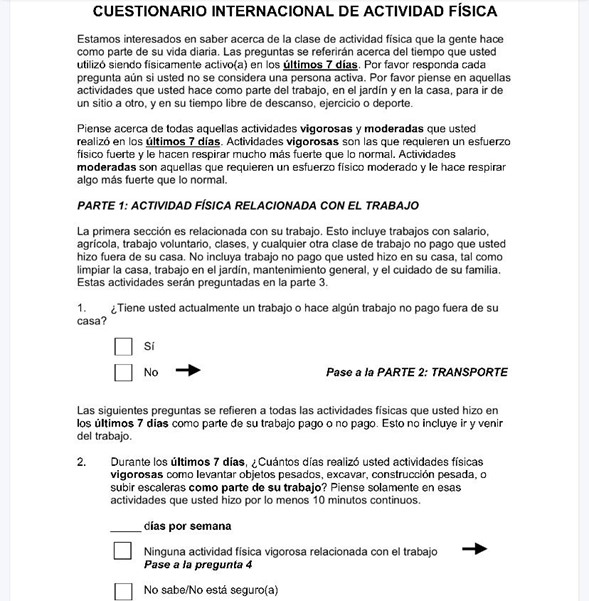 CUESTIONARIO INTERNACIONAL DE ACTIVIDAD FÍSICA
Estamos interesados en saber acerca de la clase de actividad física que la gente hace
como parte de su vida diaria. Las preguntas se referirán acerca del tiempo que usted
utilizó siendo físicamente activo(a) en los últimos 7 días. Por favor responda cada
pregunta aún si usted no se considera una persona activa. Por favor piense en aquellas
actividades que usted hace como parte del trabajo, en el jardín y en la casa, para ir de
un sitio a otro, y en su tiempo libre de descanso, ejercicio o deporte.
Piense acerca de todas aquellas actividades vigorosas y moderadas que usted
realizó en los últimos 7 días. Actividades vigorosas son las que requieren un esfuerzo
físico fuerte y le hacen respirar mucho más fuerte que lo normal. Actividades
moderadas son aquellas que requieren un esfuerzo físico moderado y le hace respirar
algo más fuerte que lo normal.
PARTE 1: ACTIVIDAD FÍSICA RELACIONADA CON EL TRABAJO
La primera sección es relacionada con su trabajo. Esto incluye trabajos con salario,
agrícola, trabajo voluntario, clases, y cualquier otra clase de trabajo no pago que usted
hizo fuera de su casa. No incluya trabajo no pago que usted hizo en su casa, tal como
limpiar la casa, trabajo en el jardín, mantenimiento general, y el cuidado de su familia.
Estas actividades serán preguntadas en la parte 3.
1. ¿Tiene usted actualmente un trabajo o hace algún trabajo no pago fuera de su
casa?
Sí
No Pase a la PARTE 2: TRANSPORTE
Las siguientes preguntas se refieren a todas las actividades físicas que usted hizo en
los últimos 7 días como parte de su trabajo pago o no pago. Esto no incluye ir y venir
del trabajo.
2. Durante los últimos 7 días, ¿Cuántos días realizó usted actividades físicas
vigorosas como levantar objetos pesados, excavar, construcción pesada, o
subir escaleras como parte de su trabajo? Piense solamente en esas
actividades que usted hizo por lo menos 10 minutos continuos.
______ días por semana
Ninguna actividad física vigorosa relacionada con el trabajo
Pase a la pregunta 4
No sabe/No está seguro(a)